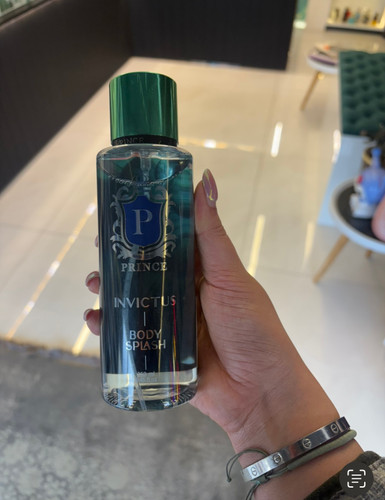 P
PRINCE
INVICTUS
BODY
SPLASH